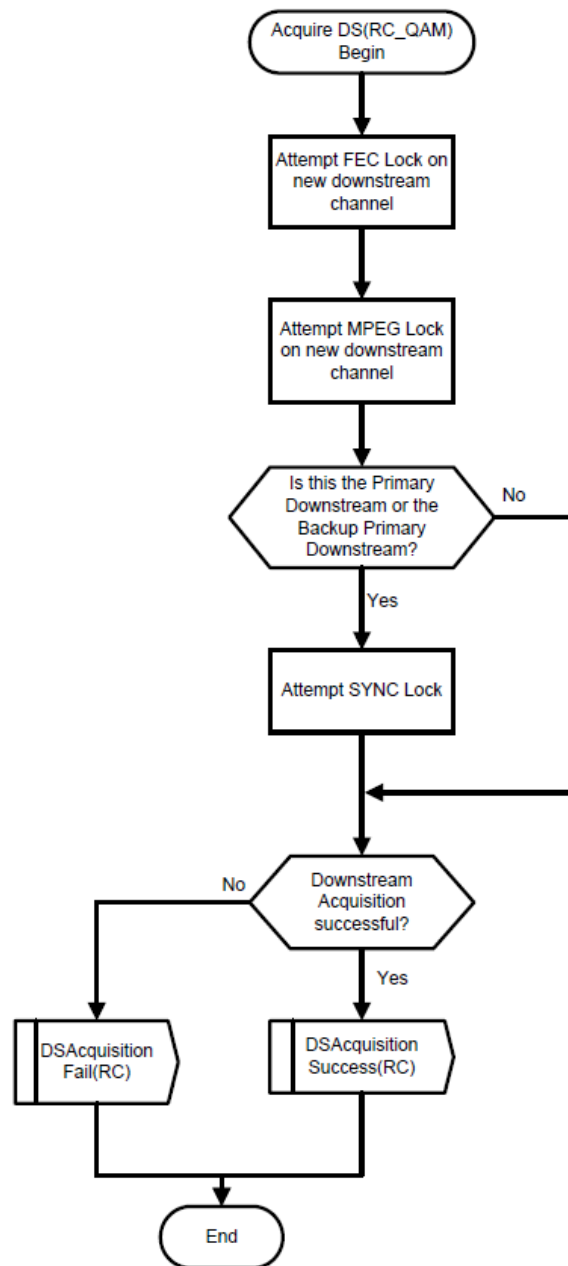 Acquire DS(RC_QAM)
Begin
Attempt FEC Lock on
new downstream
channel
Attempt MPEG Lock
on new downstream
channel
Is this the Primary
Downstream or the
Backup Primary
Downstream?
No
Yes
Attempt SYNC Lock
Downstream
Acquisition
successful?
No
Yes
DSAcquisition
Fail(RC)
DSAcquisition
Success(RC)
End